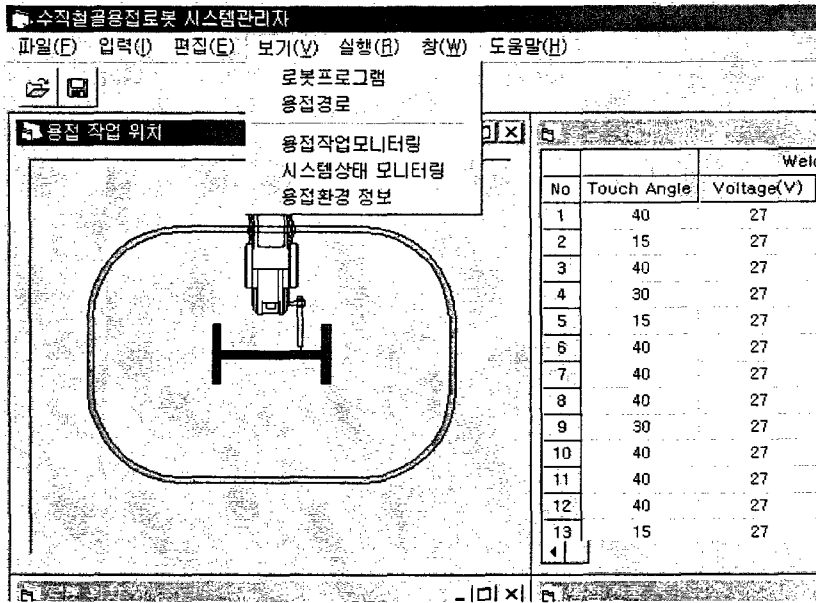 수직철골용접로봇 시스템관리자
파일(F) 입력(I) 편집(E) 보기(V) 실행(R) 창(W) 도움말(H)
로봇프로그램
용접경로
용접작업모니터링
시스템상태 모니터링
용접환경 정보
용접 작업 위치
Weld
No Touch Angle Voltage(V)
1 40 27
2 15 27
3 40 27
4 30 27
5 15 27
6 40 27
7 40 27
8 40 27
9 30 27
10 40 27
11 40 27
12 40 27
13 15 27